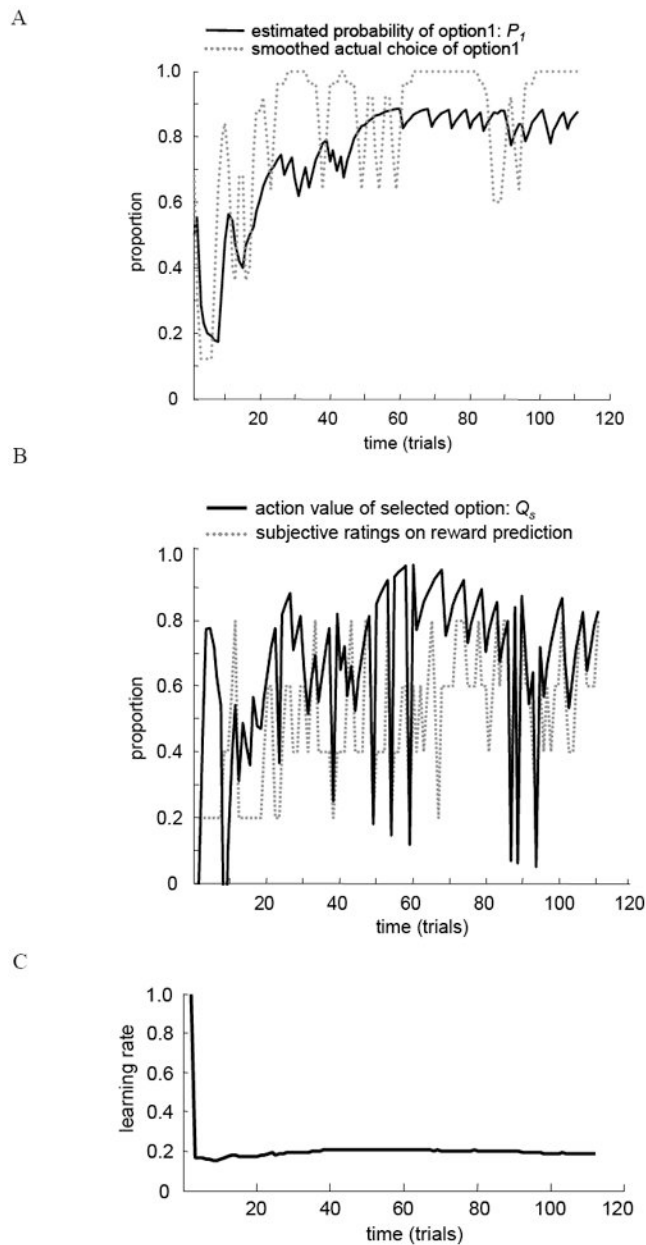 A
estimated probability of option1: P₁
smoothed actual choice of option1
1.0
0.8
0.6
0.4
0.2
0
proportion
20 40 60 80 100 120
time (trials)
B
action value of selected option: Qₛ
subjective ratings on reward prediction
1.0
0.8
0.6
0.4
0.2
0
proportion
20 40 60 80 100 120
time (trials)
C
1.0
0.8
0.6
0.4
0.2
0
learning rate
20 40 60 80 100 120
time (trials)